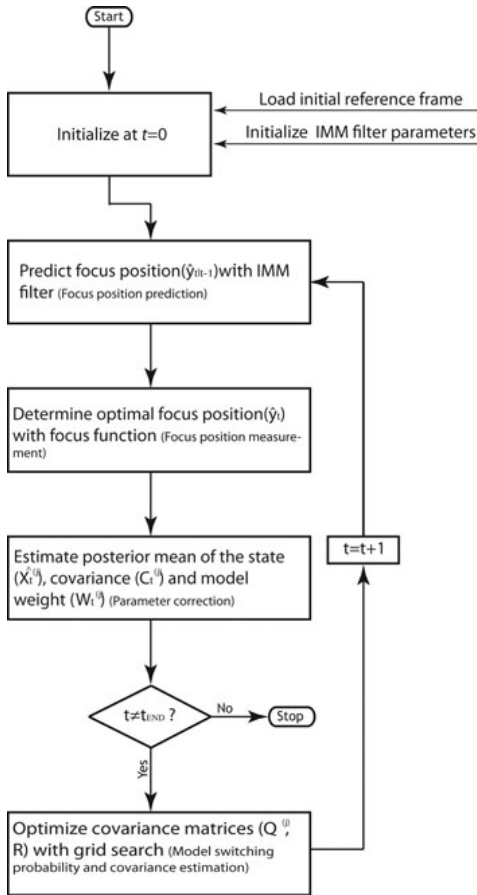 Start
Load initial reference frame
Initialize at t=0
Initialize IMM filter parameters
Predict focus position(ŷt|t-1)with IMM
filter (Focus position prediction)
Determine optimal focus position(ŷt)
with focus function (Focus position measure-
ment)
Estimate posterior mean of the state
(X̂t(j)), covariance (Ct(j)) and model
weight (Wt(j)) (Parameter correction)
t=t+1
t≠tEND ?
No
Stop
Yes
Optimize covariance matrices (Q (j),
R) with grid search (Model switching
probability and covariance estimation)